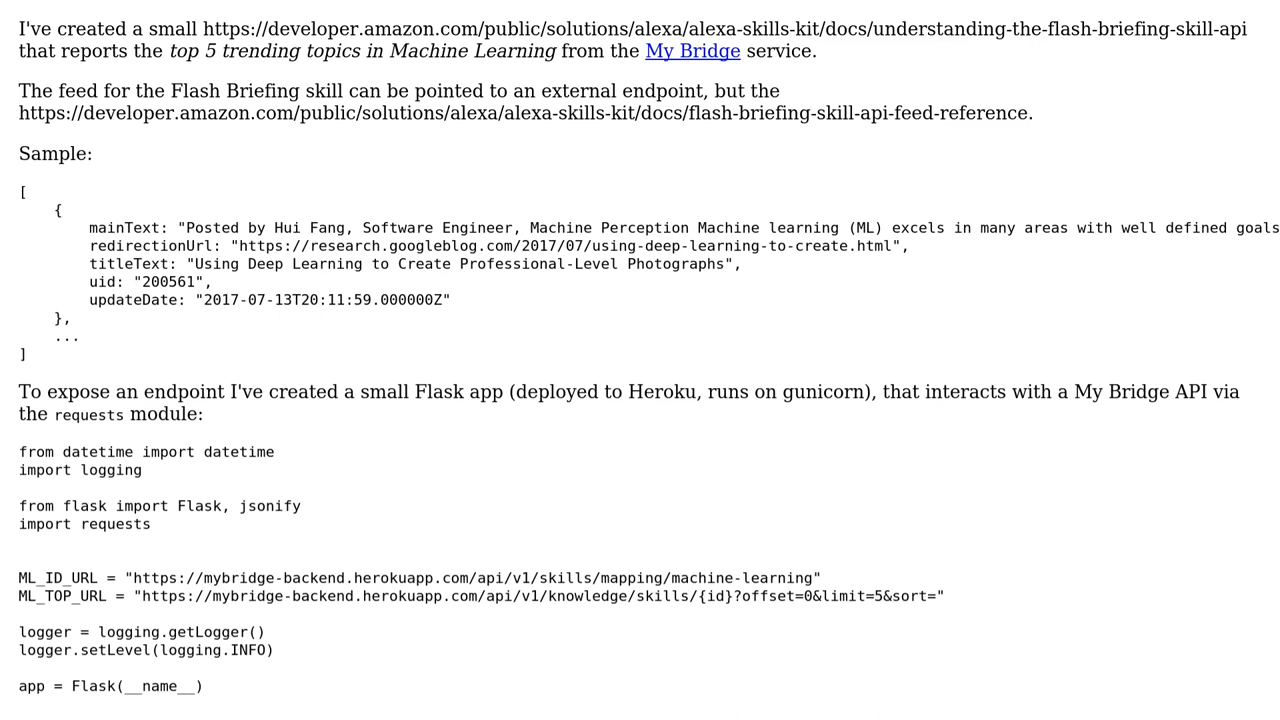 I've created a small https://developer.amazon.com/public/solutions/alexa/alexa-skills-kit/docs/understanding-the-flash-briefing-skill-api
that reports the top 5 trending topics in Machine Learning from the My Bridge service.
The feed for the Flash Briefing skill can be pointed to an external endpoint, but the
https://developer.amazon.com/public/solutions/alexa/alexa-skills-kit/docs/flash-briefing-skill-api-feed-reference.
Sample:
[
    {
        mainText: "Posted by Hui Fang, Software Engineer, Machine Perception Machine learning (ML) excels in many areas with well defined goals
        redirectionUrl: "https://research.googleblog.com/2017/07/using-deep-learning-to-create.html",
        titleText: "Using Deep Learning to Create Professional-Level Photographs",
        uid: "200561",
        updateDate: "2017-07-13T20:11:59.000000Z"
    },
    ...
]
To expose an endpoint I've created a small Flask app (deployed to Heroku, runs on gunicorn), that interacts with a My Bridge API via
the requests module:
from datetime import datetime
import logging
from flask import Flask, jsonify
import requests
ML_ID_URL = "https://mybridge-backend.herokuapp.com/api/v1/skills/mapping/machine-learning"
ML_TOP_URL = "https://mybridge-backend.herokuapp.com/api/v1/knowledge/skills/{id}?offset=0&limit=5&sort="
logger = logging.getLogger()
logger.setLevel(logging.INFO)
app = Flask(__name__)